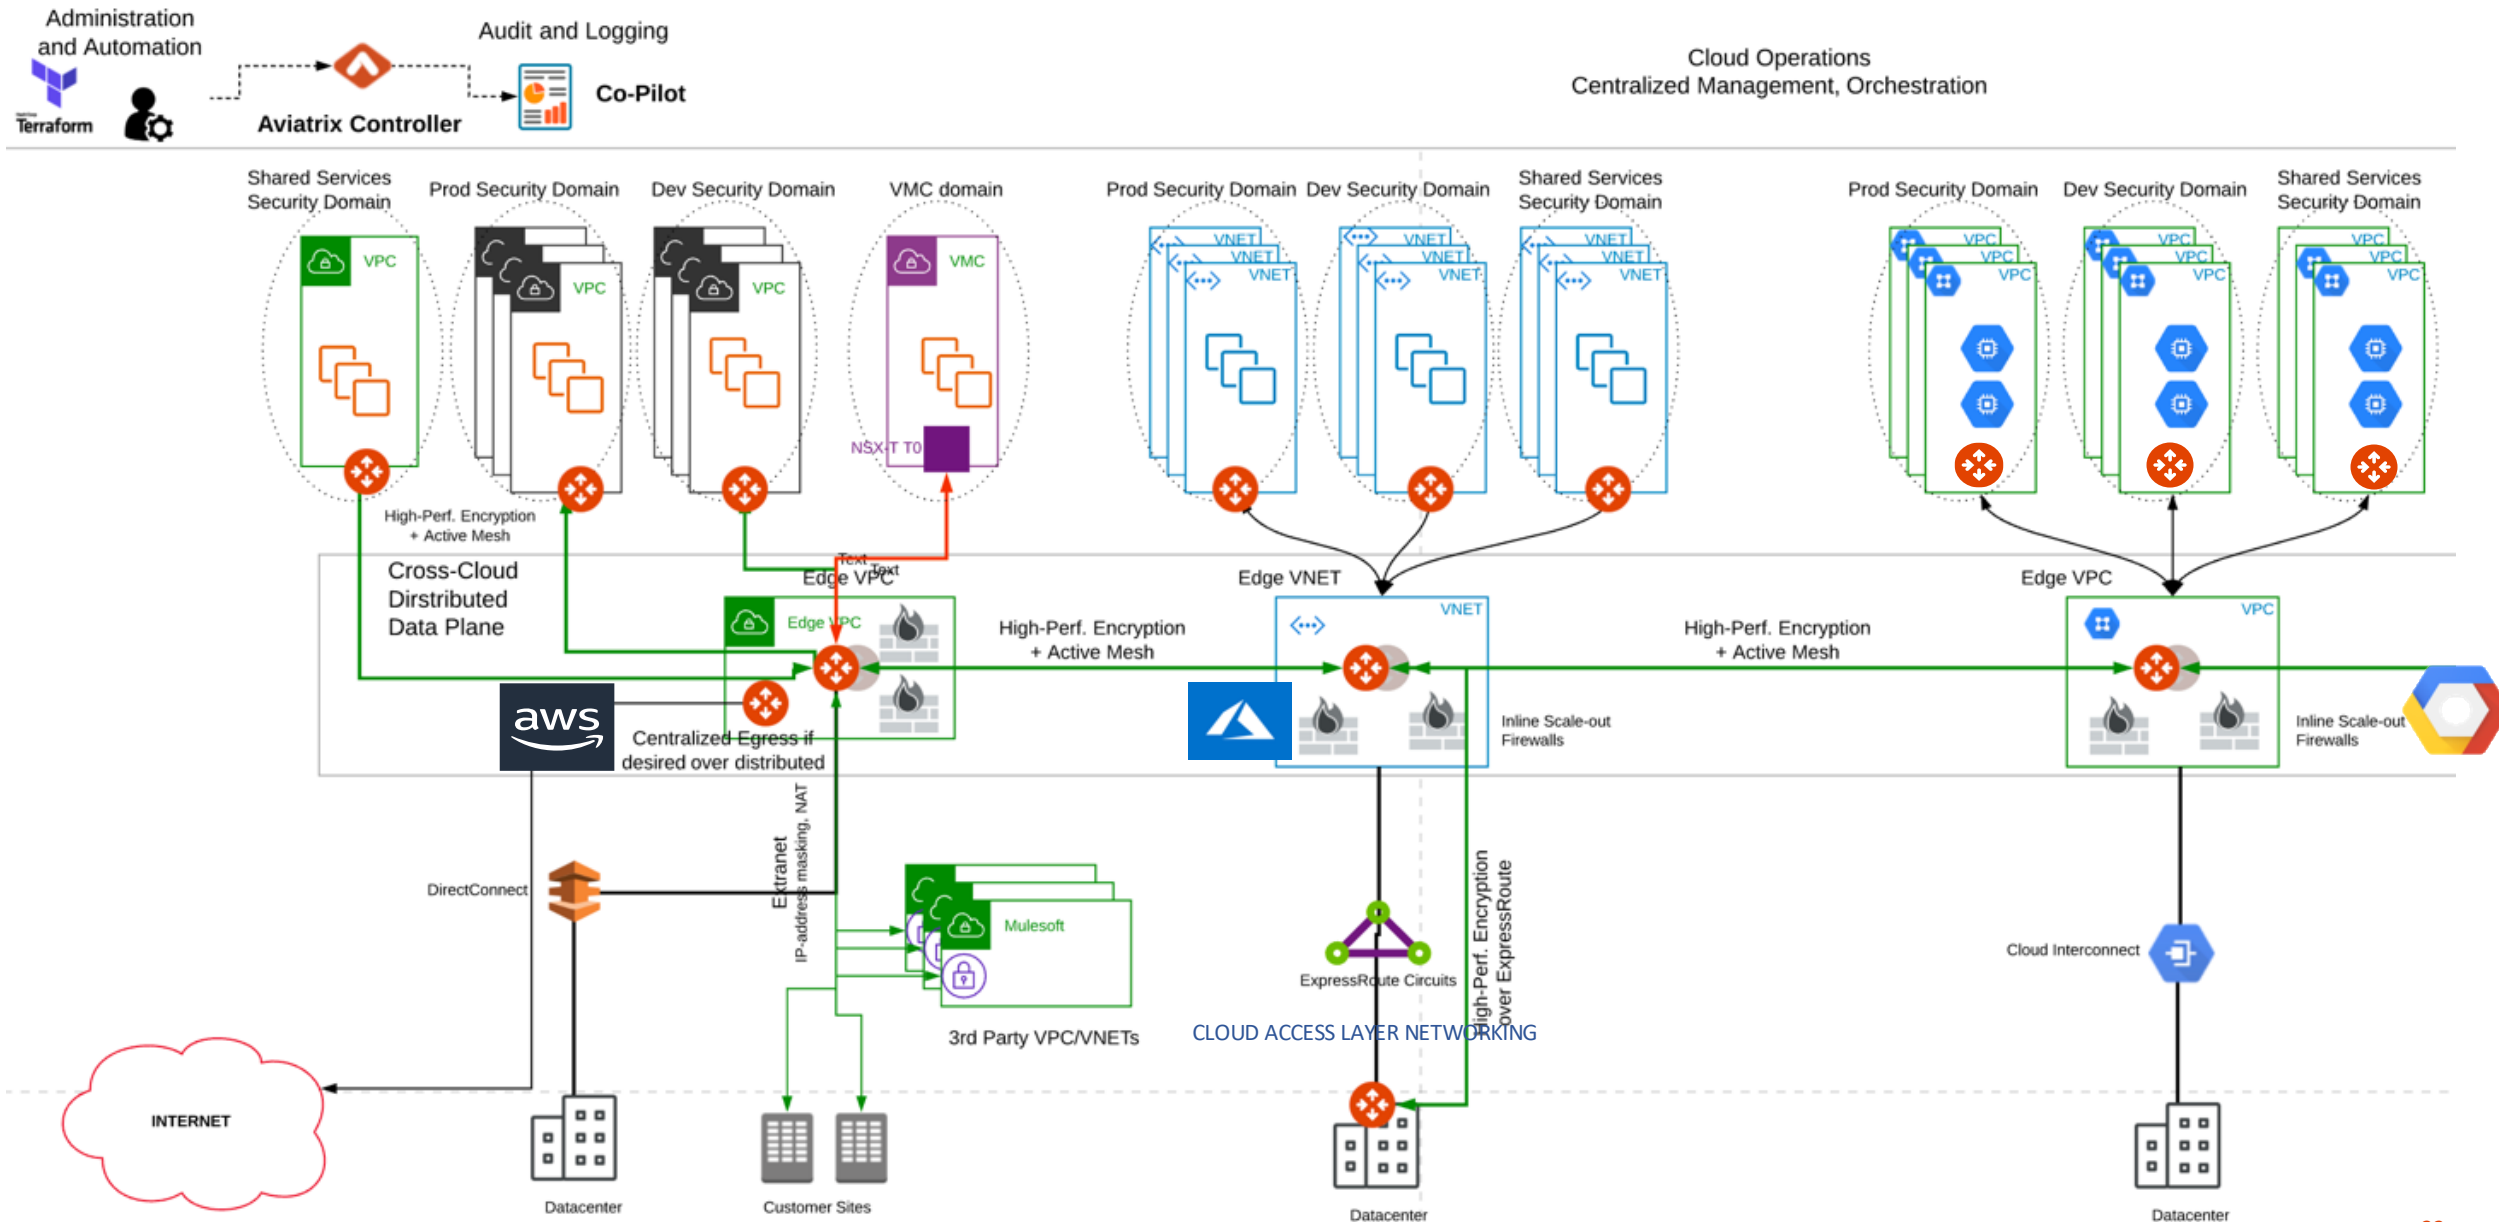 Administration
and Automation
Audit and Logging
Co-Pilot
Terraform
Aviatrix Controller
Cloud Operations
Centralized Management, Orchestration
Shared Services
Security Domain
Prod Security Domain
Dev Security Domain
VMC domain
Prod Security Domain
Dev Security Domain
Shared Services
Security Domain
Prod Security Domain
Dev Security Domain
Shared Services
Security Domain
VPC
VPC
VPC
VMC
NSX-T T0
VNET
VNET
VNET
VNET
VNET
VNET
VNET
VNET
VNET
VPC
VPC
VPC
VPC
VPC
VPC
VPC
VPC
VPC
High-Perf. Encryption
+ Active Mesh
Cross-Cloud
Dirstributed
Data Plane
Text
Text
Edge VPC
Edge VPC
Edge VNET
VNET
Edge VPC
VPC
High-Perf. Encryption
+ Active Mesh
High-Perf. Encryption
+ Active Mesh
aws
Centralized Egress if
desired over distributed
Inline Scale-out
Firewalls
Inline Scale-out
Firewalls
DirectConnect
Extranet
IP-address masking, NAT
Mulesoft
3rd Party VPC/VNETs
ExpressRoute Circuits
High-Perf. Encryption
over ExpressRoute
CLOUD ACCESS LAYER NETWORKING
Cloud Interconnect
INTERNET
Datacenter
Customer Sites
Datacenter
Datacenter